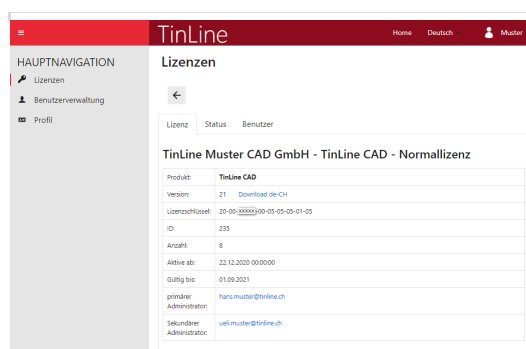 TinLine
Home Deutsch Muster
HAUPTNAVIGATION
Lizenzen
Benutzerverwaltung
Profil
Lizenzen
Lizenz Status Benutzer
TinLine Muster CAD GmbH - TinLine CAD - Normallizenz
Produkt: TinLine CAD
Version: 21 Download de-CH
Lizenzschlüssel: 20-00-xxxxx-00-05-05-05-01-05
ID: 235
Anzahl: 8
Aktive ab: 22.12.2020 00:00:00
Gültig bis: 01.09.2021
primärer
Administrator: hans.muster@tinline.ch
Sekundärer
Administrator: ueli.muster@tinline.ch